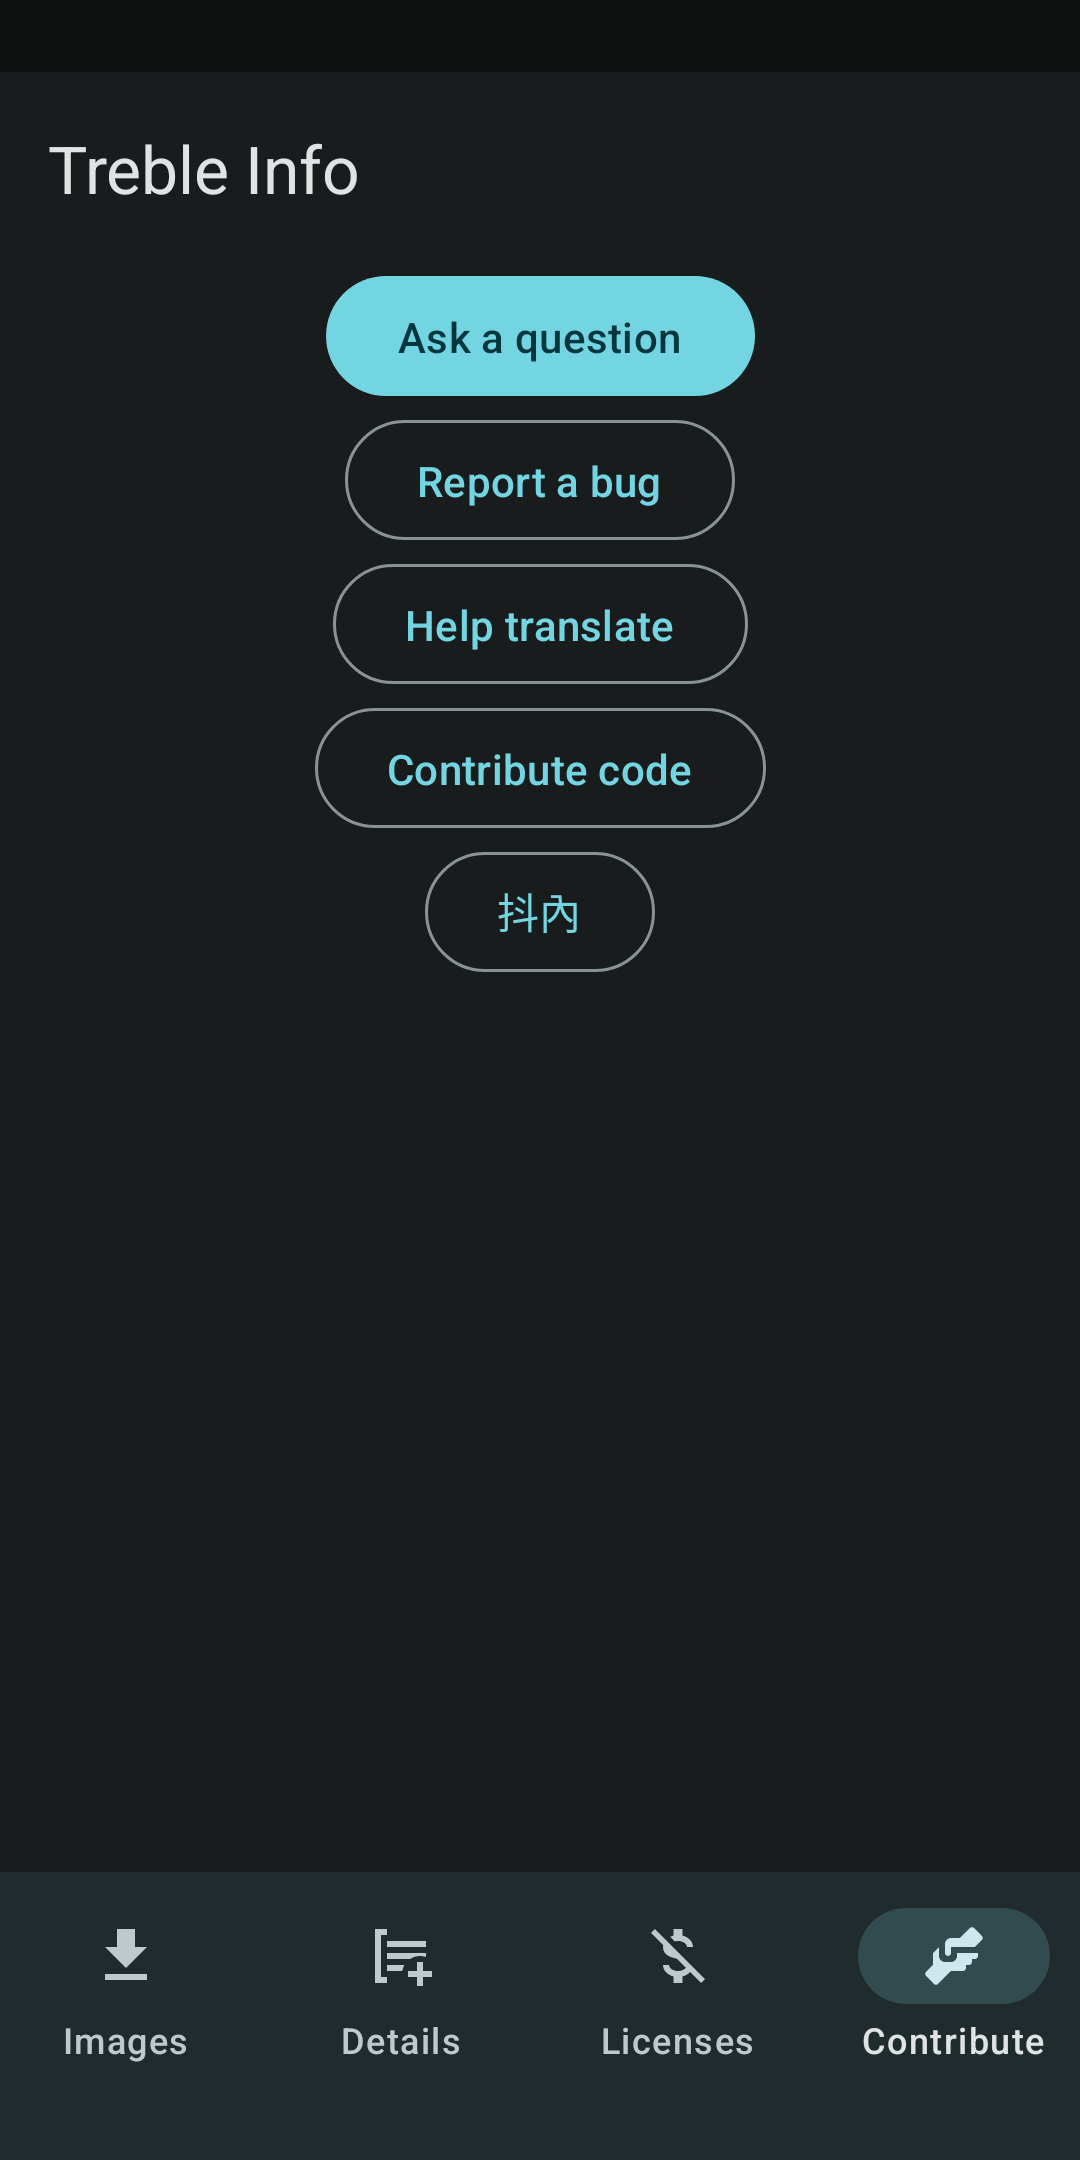 Treble Info
Ask a question
Report a bug
Help translate
Contribute code
抖內
Images
Details
Licenses
Contribute